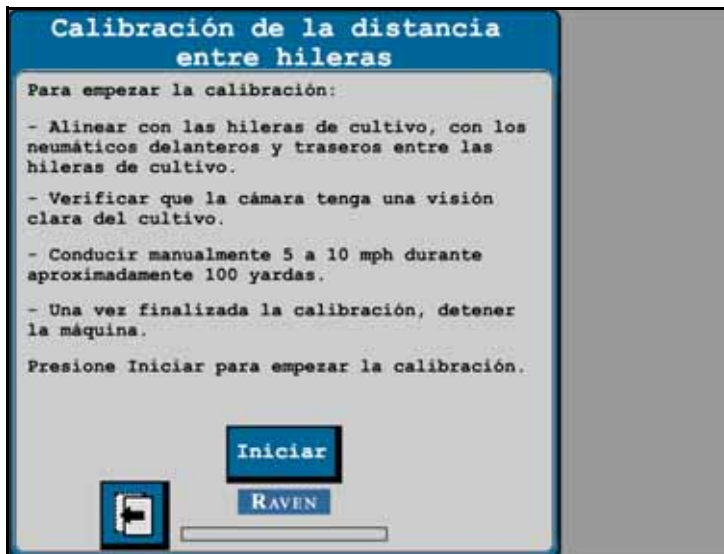 Calibración de la distancia
entre hileras
Para empezar la calibración:
- Alinear con las hileras de cultivo, con los
neumáticos delanteros y traseros entre las
hileras de cultivo.
- Verificar que la cámara tenga una visión
clara del cultivo.
- Conducir manualmente 5 a 10 mph durante
aproximadamente 100 yardas.
- Una vez finalizada la calibración, detener
la máquina.
Presione Iniciar para empezar la calibración.
Iniciar
RAVEN